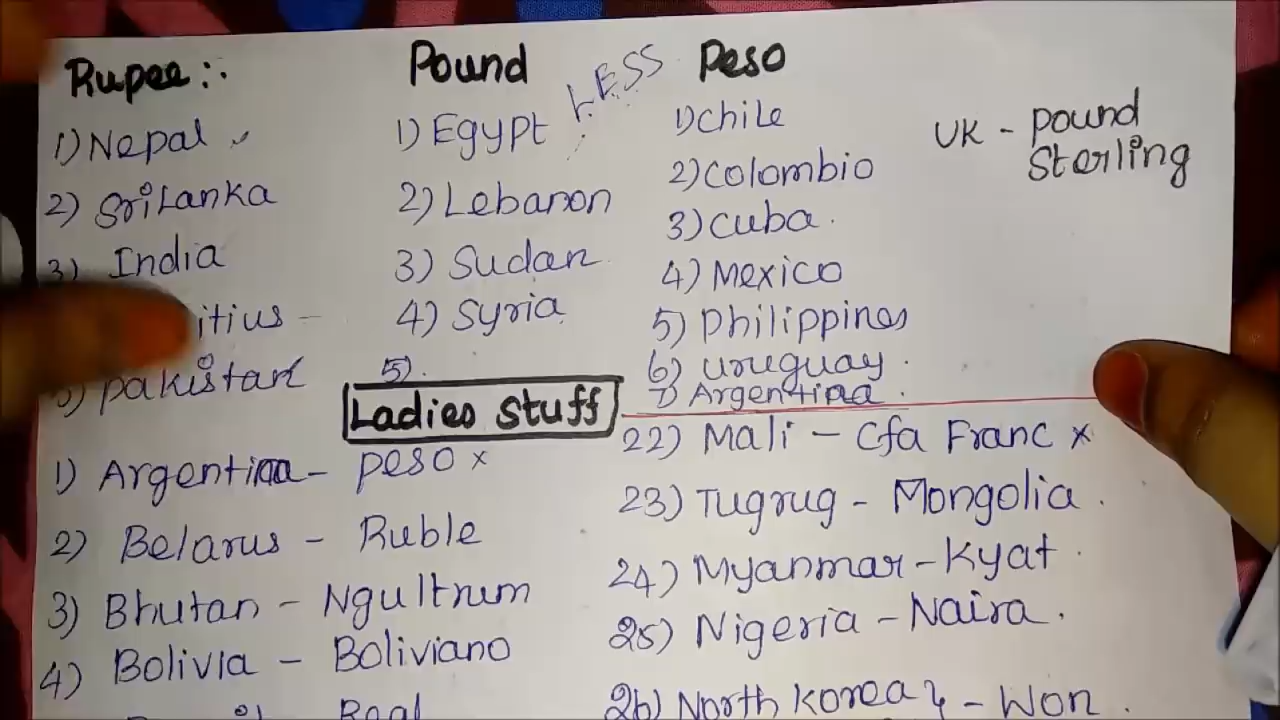 Rupee:.
1) Nepal
2) SriLanka
3) India
itius -
5) Pakistan
Pound
LESS
1) Egypt
2) Lebanon
3) Sudan
4) Syria
5).
Peso
1) Chile
2) Colombio
3) Cuba.
4) Mexico
5) Philippines
6) Uruguay.
7) Argentina.
UK - Pound
Sterling
Ladies Stuff
1) Argentina - Peso x
2) Belarus - Ruble
3) Bhutan - Ngultrum
4) Bolivia - Boliviano
Real
22) Mali - Cfa Franc x
23) Tugrug - Mongolia.
24) Myanmar - Kyat.
25) Nigeria - Naira.
26) North Korea - Won.